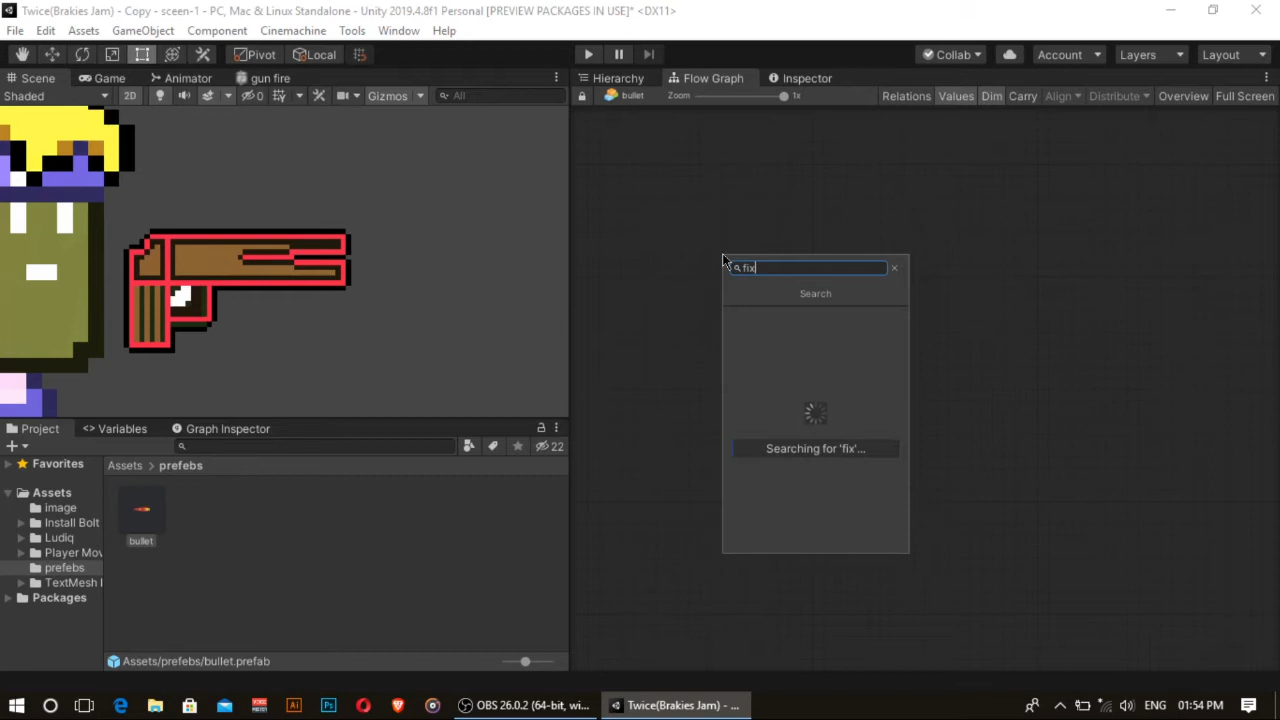 Twice(Brakies Jam) - Copy - sceen-1 - PC, Mac & Linux Standalone - Unity 2019.4.8f1 Personal [PREVIEW PACKAGES IN USE]* <DX11>
File Edit Assets GameObject Component Cinemachine Tools Window Help
Pivot Local Collab Account Layers Layout
Scene Game Animator gun fire Hierarchy Flow Graph Inspector
Shaded 2D 0 Gizmos All bullet Zoom 1x Relations Values Dim Carry Align Distribute Overview Full Screen
fix
Search
Searching for 'fix'...
Project <> Variables Graph Inspector
22
Favorites
Assets > prefebs
Assets
image
Install Bolt
Ludiq
Player Mov
prefebs
TextMesh
Packages
bullet
Assets/prefebs/bullet.prefab
OBS 26.0.2 (64-bit, wi...
Twice(Brakies Jam) - ...
ENG 01:54 PM